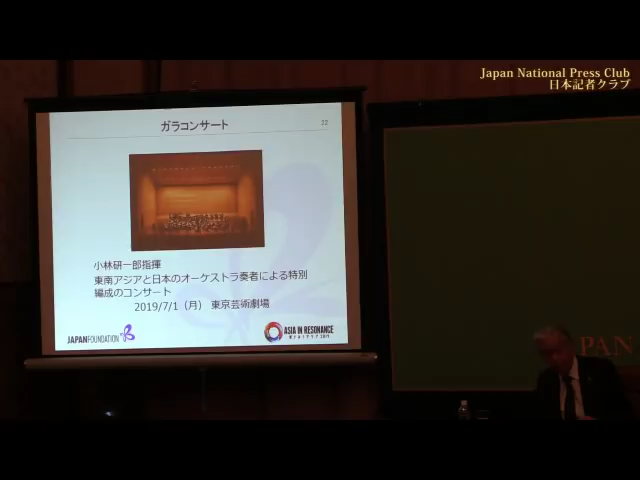 Japan National Press Club
日本記者クラブ
ガラコンサート
22
小林研一郎指揮
東南アジアと日本のオーケストラ奏者による特別
編成のコンサート
2019/7/1（月） 東京芸術劇場
JAPANFOUNDATION
ASIA IN RESONANCE
2019
PAN